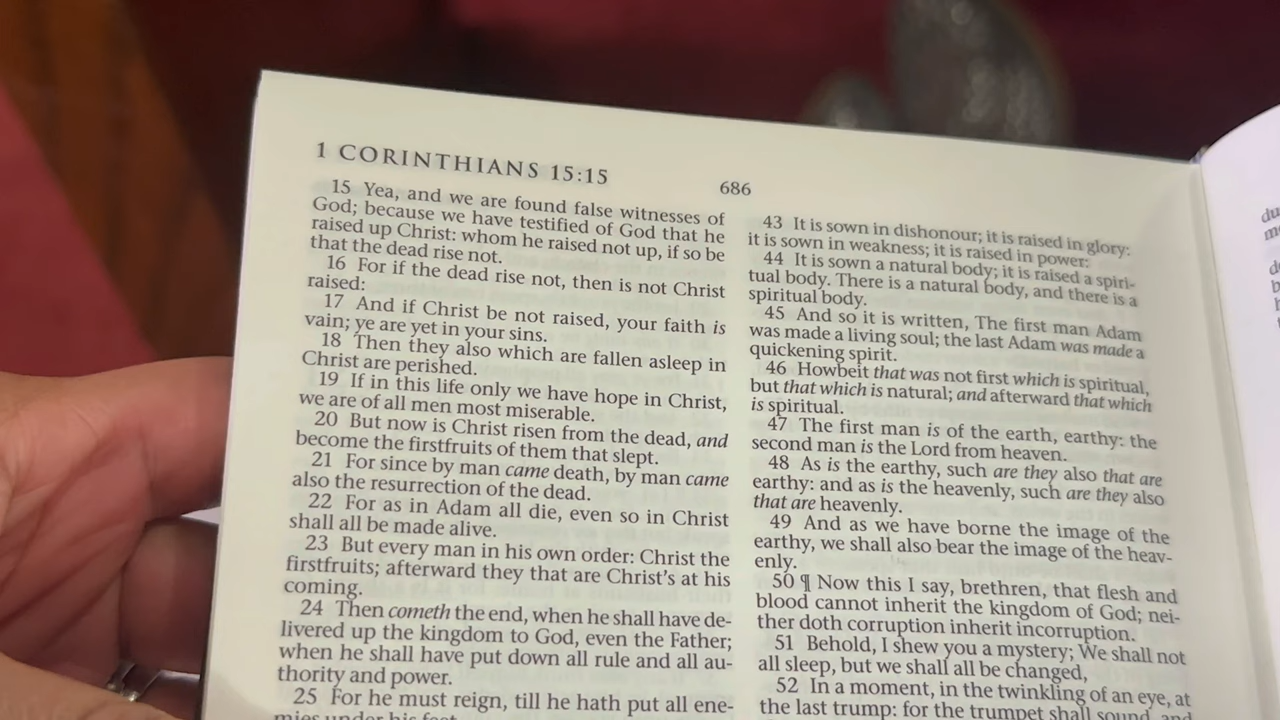 1 CORINTHIANS 15:15
686
15 Yea, and we are found false witnesses of
God; because we have testified of God that he
raised up Christ: whom he raised not up, if so be
that the dead rise not.
16 For if the dead rise not, then is not Christ
raised:
17 And if Christ be not raised, your faith is
vain; ye are yet in your sins.
18 Then they also which are fallen asleep in
Christ are perished.
19 If in this life only we have hope in Christ,
we are of all men most miserable.
20 But now is Christ risen from the dead, and
become the firstfruits of them that slept.
21 For since by man came death, by man came
also the resurrection of the dead.
22 For as in Adam all die, even so in Christ
shall all be made alive.
23 But every man in his own order: Christ the
firstfruits; afterward they that are Christ's at his
coming.
24 Then cometh the end, when he shall have de-
livered up the kingdom to God, even the Father;
when he shall have put down all rule and all au-
thority and power.
25 For he must reign, till he hath put all ene-
mies under his feet.
43 It is sown in dishonour; it is raised in glory:
it is sown in weakness; it is raised in power:
44 It is sown a natural body; it is raised a spiri-
tual body. There is a natural body, and there is a
spiritual body.
45 And so it is written, The first man Adam
was made a living soul; the last Adam was made a
quickening spirit.
46 Howbeit that was not first which is spiritual,
but that which is natural; and afterward that which
is spiritual.
47 The first man is of the earth, earthy: the
second man is the Lord from heaven.
48 As is the earthy, such are they also that are
earthy: and as is the heavenly, such are they also
that are heavenly.
49 And as we have borne the image of the
earthy, we shall also bear the image of the heav-
enly.
50 ¶ Now this I say, brethren, that flesh and
blood cannot inherit the kingdom of God; nei-
ther doth corruption inherit incorruption.
51 Behold, I shew you a mystery; We shall not
all sleep, but we shall all be changed,
52 In a moment, in the twinkling of an eye, at
the last trump: for the trumpet shall sound, and